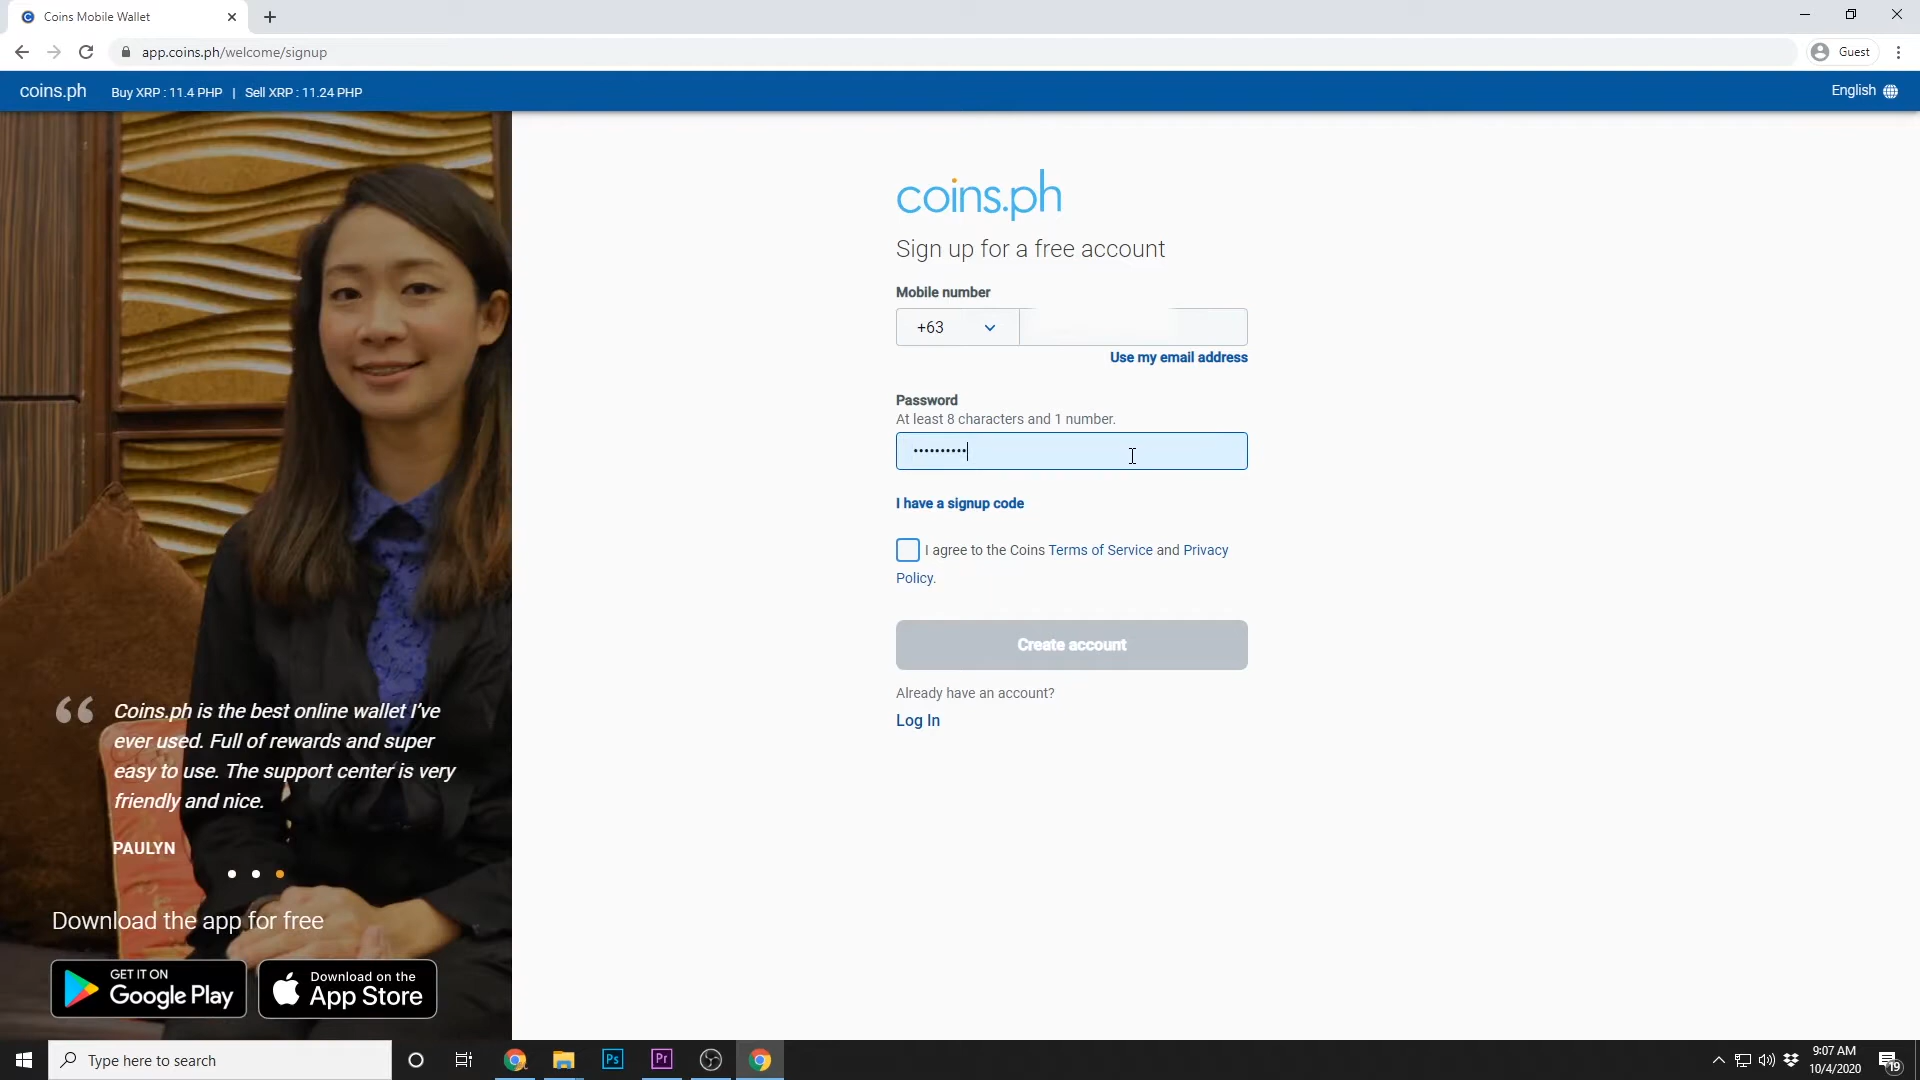 Coins Mobile Wallet
app.coins.ph/welcome/signup
Guest
coins.ph
Buy XRP : 11.4 PHP | Sell XRP : 11.24 PHP
English
coins.ph
Sign up for a free account
Mobile number
+63
Use my email address
Password
At least 8 characters and 1 number.
••••••••••
I have a signup code
I agree to the Coins Terms of Service and Privacy
Policy.
Create account
Already have an account?
Log In
“ Coins.ph is the best online wallet I've
ever used. Full of rewards and super
easy to use. The support center is very
friendly and nice.
PAULYN
Download the app for free
GET IT ON
Google Play
Download on the
App Store
Type here to search
Ps
Pr
9:07 AM
10/4/2020
19